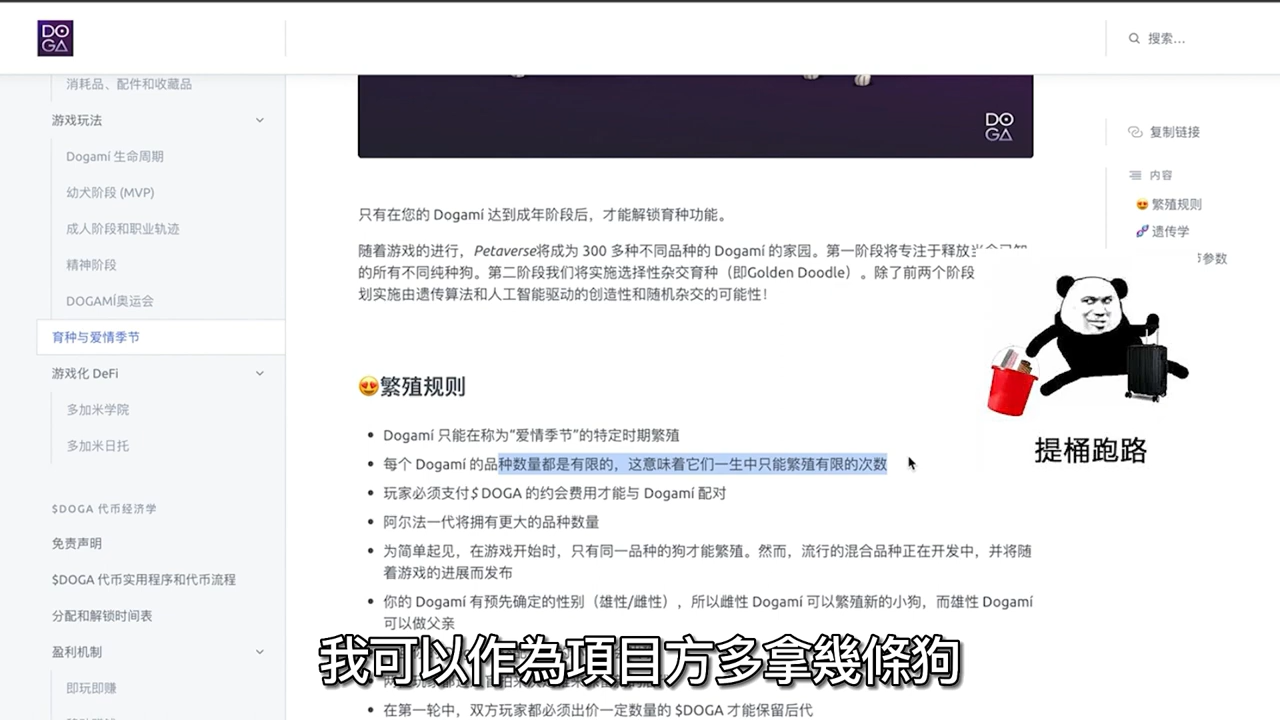 DO
GA
搜索...
消耗品、配件和收藏品
游戏玩法
Dogamí 生命周期
幼犬阶段 (MVP)
成人阶段和职业轨迹
精神阶段
DOGAMÍ奥运会
育种与爱情季节
游戏化 DeFi
多加米学院
多加米日托
$DOGA 代币经济学
免责声明
$DOGA 代币实用程序和代币流程
分配和解锁时间表
盈利机制
即玩即赚
DO
GA
只有在您的 Dogamí 达到成年阶段后，才能解锁育种功能。
随着游戏的进行，Petaverse将成为 300 多种不同品种的 Dogamí 的家园。第一阶段将专注于释放当今已知
的所有不同纯种狗。第二阶段我们将实施选择性杂交育种（即Golden Doodle）。除了前两个阶段
划实施由遗传算法和人工智能驱动的创造性和随机杂交的可能性！
😍繁殖规则
• Dogamí 只能在称为“爱情季节”的特定时期繁殖
• 每个 Dogamí 的品种数量都是有限的，这意味着它们一生中只能繁殖有限的次数
• 玩家必须支付$ DOGA 的约会费用才能与 Dogamí 配对
• 阿尔法一代将拥有更大的品种数量
• 为简单起见，在游戏开始时，只有同一品种的狗才能繁殖。然而，流行的混合品种正在开发中，并将随
着游戏的进展而发布
• 你的 Dogamí 有预先确定的性别（雄性/雌性），所以雌性 Dogamí 可以繁殖新的小狗，而雄性 Dogamí
可以做父亲
• 在第一轮中，双方玩家都必须出价一定数量的 $DOGA 才能保留后代
复制链接
内容
😍 繁殖规则
🧬 遗传学
参数
提桶跑路
我可以作為項目方多拿幾條狗